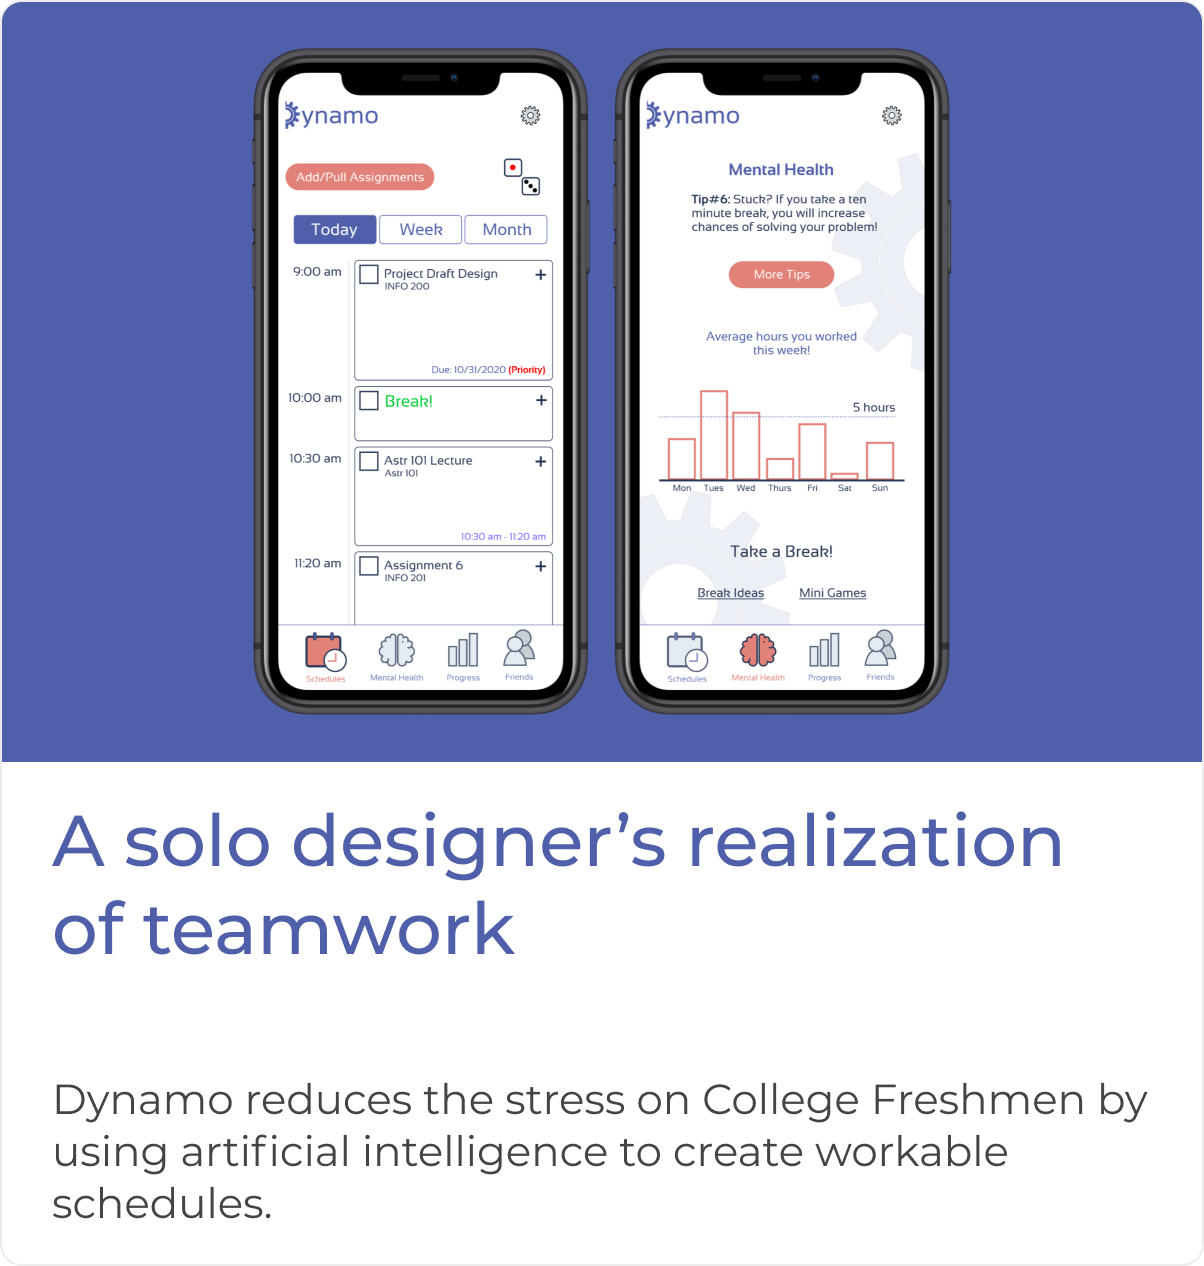 Dynamo
Add/Pull Assignments
Today
Week
Month
9:00 am
Project Draft Design
+
INFO 200
Due: 10/31/2020 (Priority)
10:00 am
Break!
+
10:30 am
Astr 101 Lecture
+
Astr 101
10:30 am - 11:20 am
11:20 am
Assignment 6
+
INFO 201
Schedules
Mental Health
Progress
Friends
Dynamo
Mental Health
Tip#6: Stuck? If you take a ten
minute break, you will increase
chances of solving your problem!
More Tips
Average hours you worked
this week!
5 hours
Mon
Tues
Wed
Thurs
Fri
Sat
Sun
Take a Break!
Break Ideas
Mini Games
Schedules
Mental Health
Progress
Friends
A solo designer’s realization
of teamwork
Dynamo reduces the stress on College Freshmen by
using artificial intelligence to create workable
schedules.